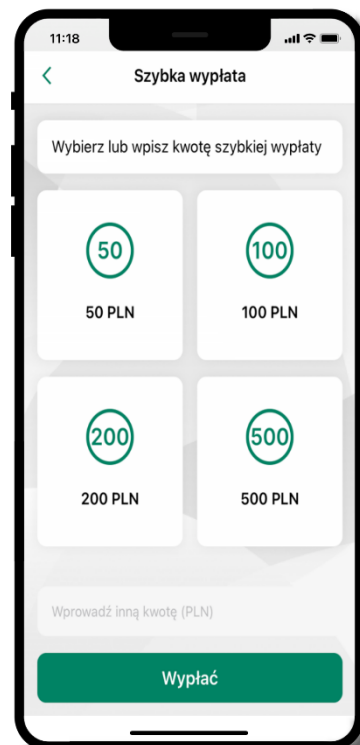 11:18
Szybka wypłata
Wybierz lub wpisz kwotę szybkiej wypłaty
50
100
50 PLN
100 PLN
200
500
200 PLN
500 PLN
Wprowadź inną kwotę (PLN)
Wypłać